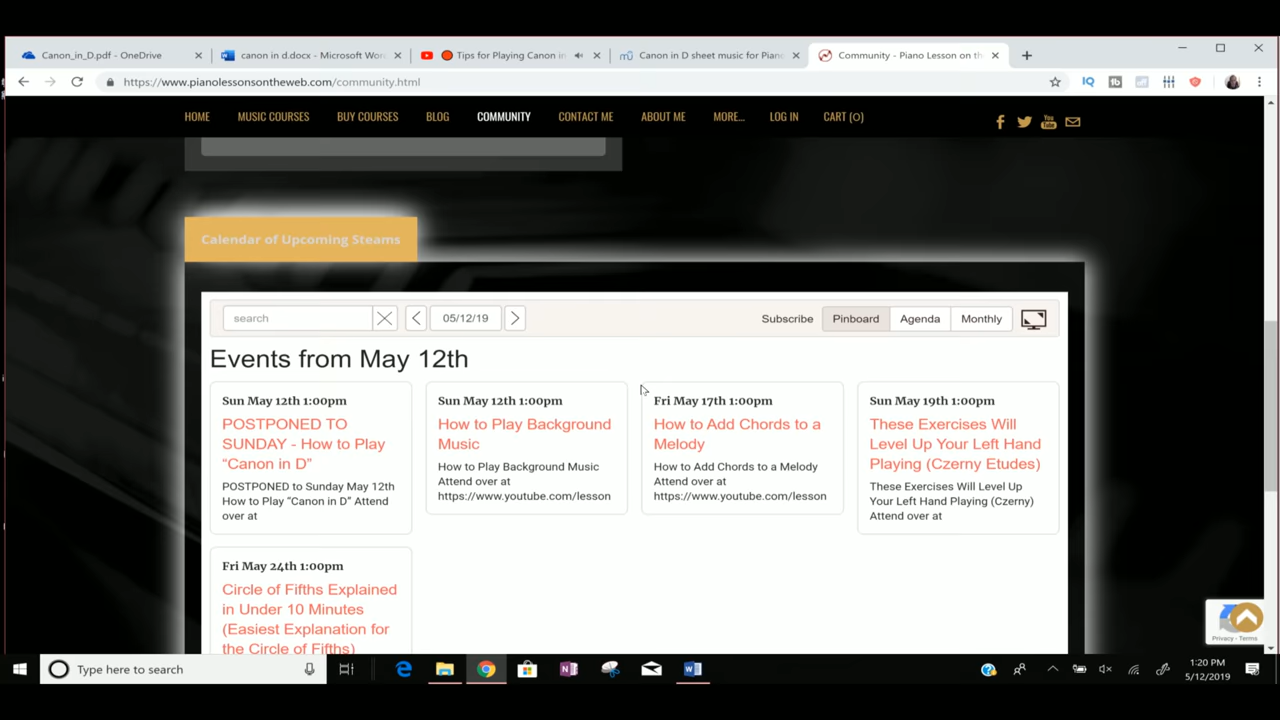 Canon_in_D.pdf - OneDrive
canon in d.docx - Microsoft Wor
Tips for Playing Canon in
Canon in D sheet music for Pian
Community - Piano Lesson on th
https://www.pianolessonsontheweb.com/community.html
HOME MUSIC COURSES BUY COURSES BLOG COMMUNITY CONTACT ME ABOUT ME MORE... LOG IN CART (0)
Calendar of Upcoming Steams
search
05/12/19
Subscribe Pinboard Agenda Monthly
Events from May 12th
Sun May 12th 1:00pm
POSTPONED TO
SUNDAY - How to Play
“Canon in D”
POSTPONED to Sunday May 12th
How to Play “Canon in D” Attend
over at
Sun May 12th 1:00pm
How to Play Background
Music
How to Play Background Music
Attend over at
https://www.youtube.com/lesson
Fri May 17th 1:00pm
How to Add Chords to a
Melody
How to Add Chords to a Melody
Attend over at
https://www.youtube.com/lesson
Sun May 19th 1:00pm
These Exercises Will
Level Up Your Left Hand
Playing (Czerny Etudes)
These Exercises Will Level Up
Your Left Hand Playing (Czerny)
Attend over at
Fri May 24th 1:00pm
Circle of Fifths Explained
in Under 10 Minutes
(Easiest Explanation for
the Circle of Fifths)
Privacy - Terms
Type here to search
1:20 PM
5/12/2019